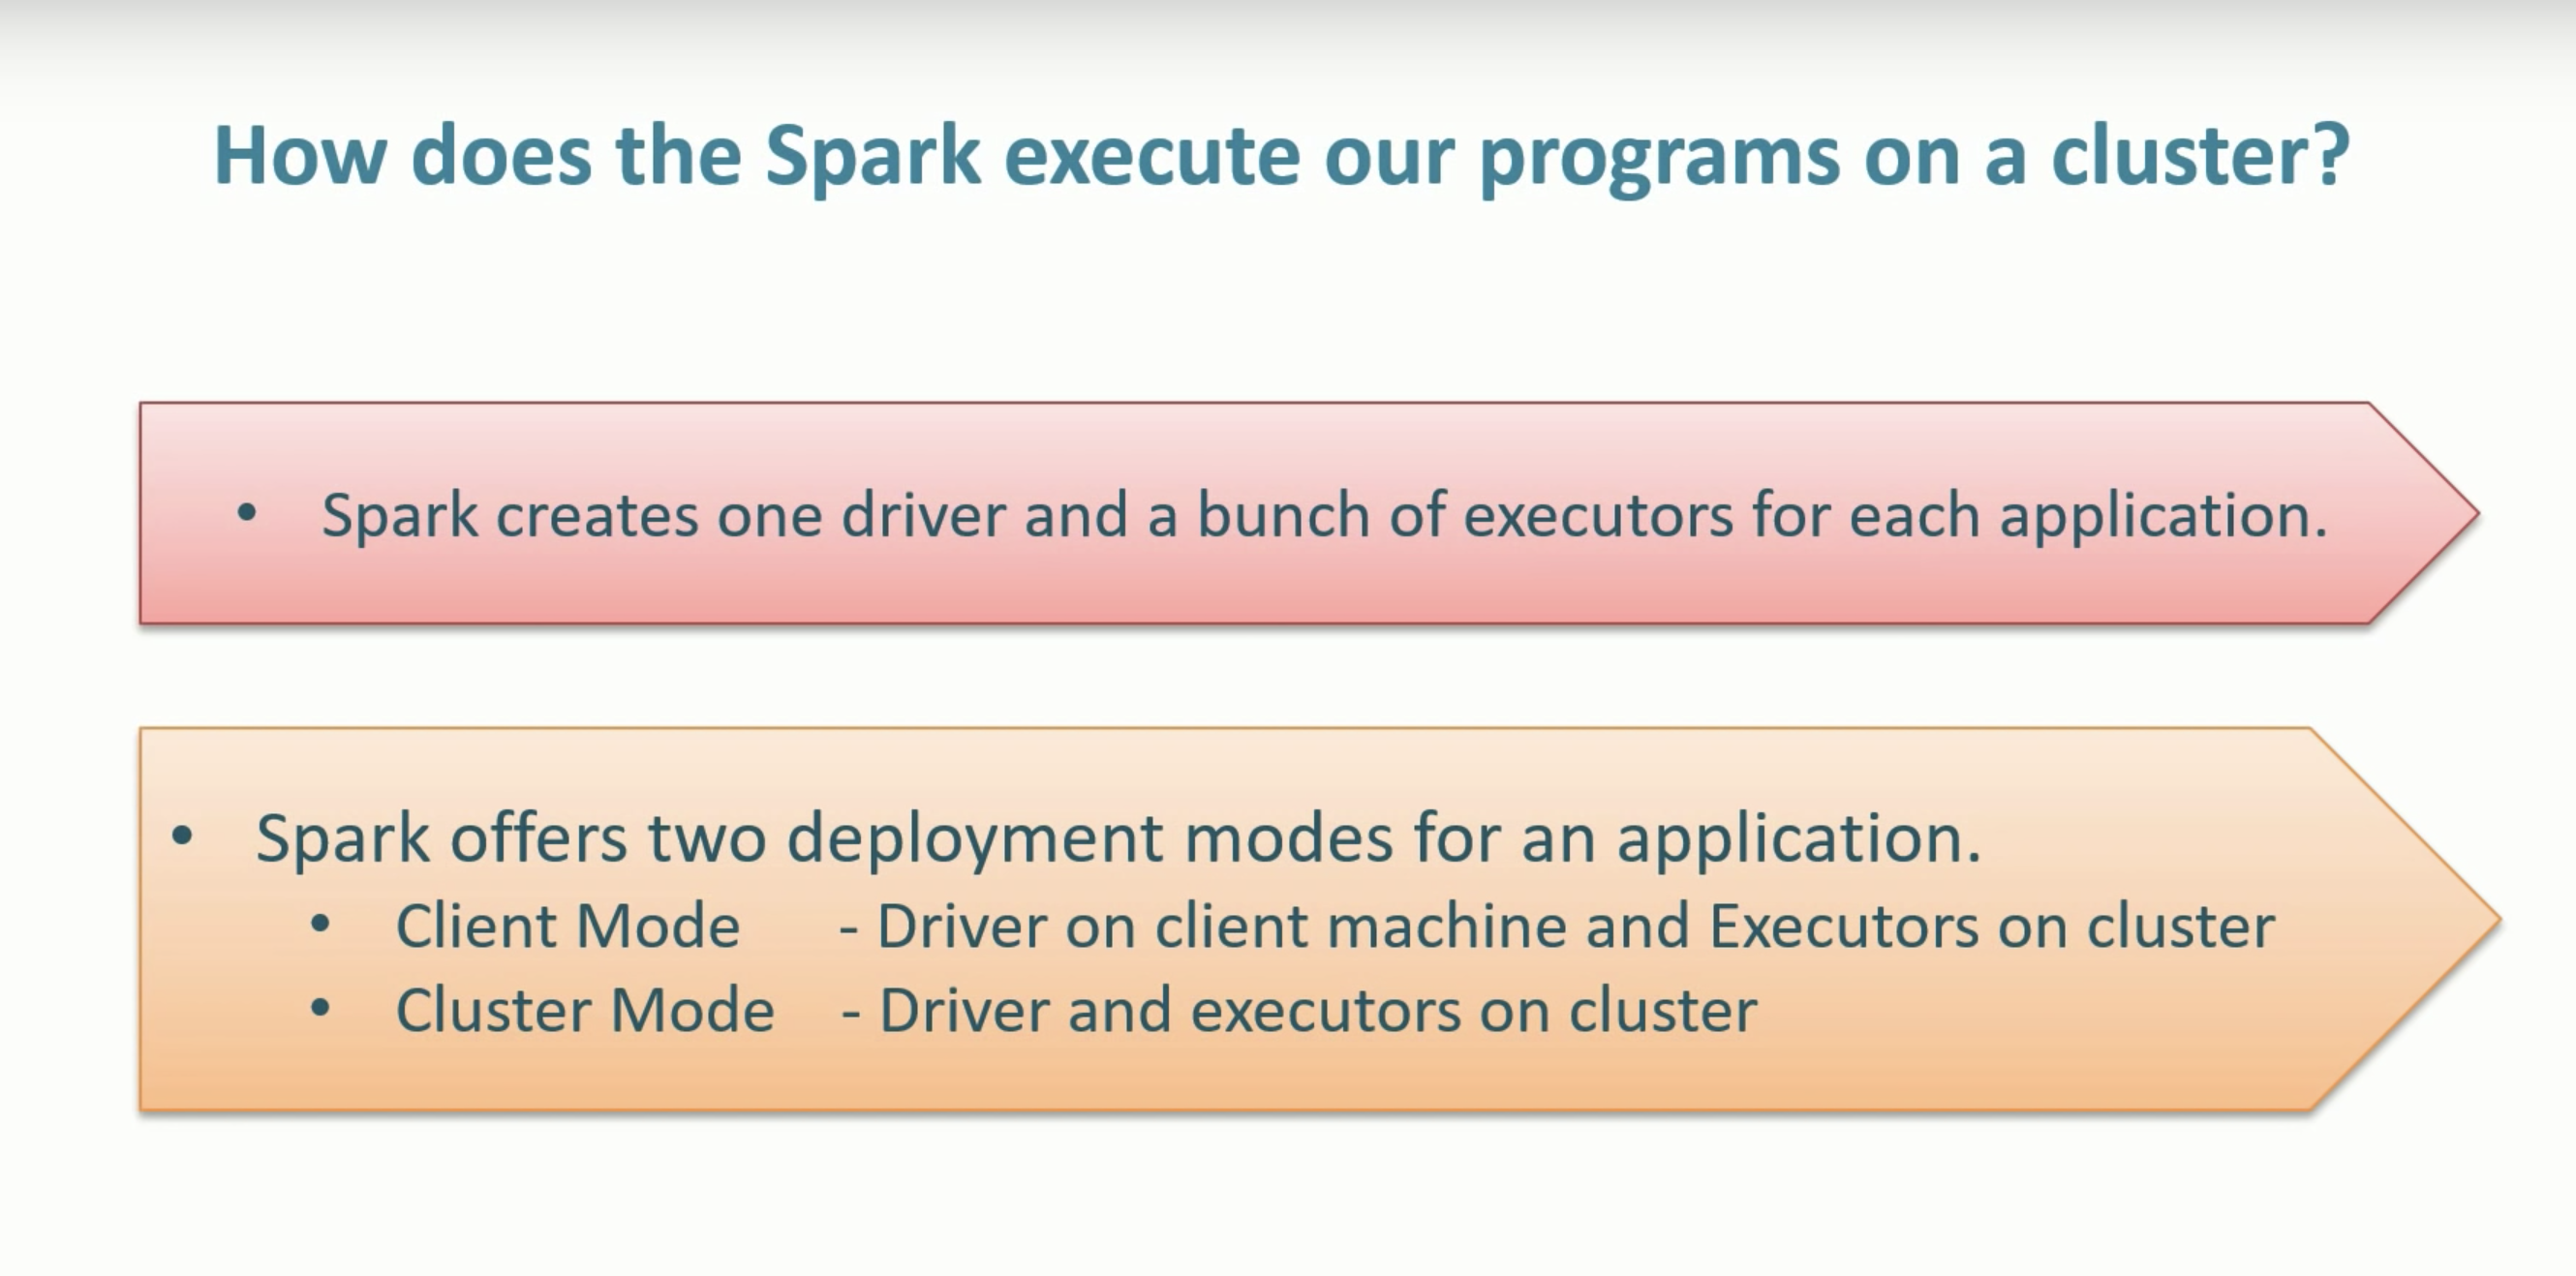 How does the Spark execute our programs on a cluster?
• Spark creates one driver and a bunch of executors for each application.
• Spark offers two deployment modes for an application.
• Client Mode - Driver on client machine and Executors on cluster
• Cluster Mode - Driver and executors on cluster